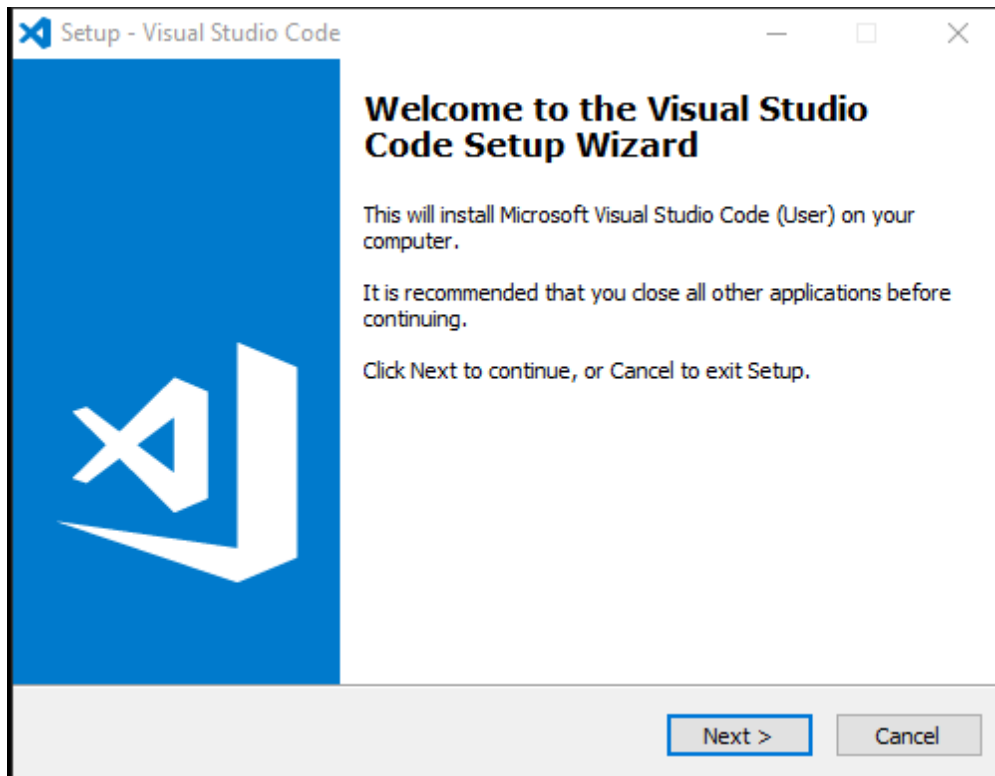 Setup - Visual Studio Code
Welcome to the Visual Studio
Code Setup Wizard
This will install Microsoft Visual Studio Code (User) on your
computer.
It is recommended that you close all other applications before
continuing.
Click Next to continue, or Cancel to exit Setup.
Next >
Cancel